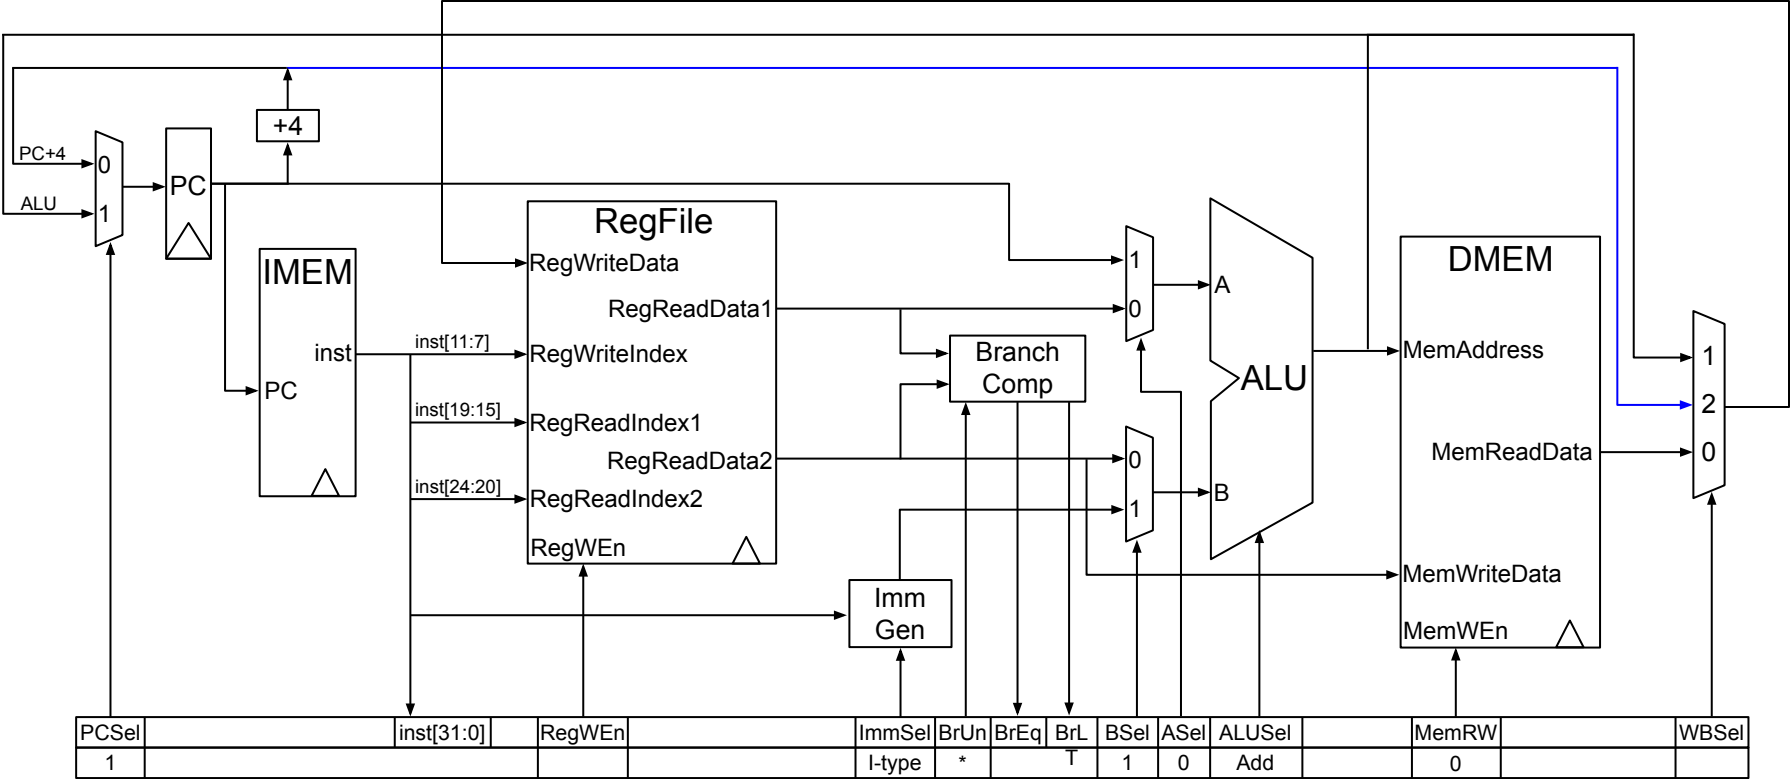 +4
PC+4
0
PC
ALU
1
RegFile
IMEM
RegWriteData
1
A
DMEM
RegReadData1
0
inst
inst[11:7]
RegWriteIndex
Branch
Comp
MemAddress
1
ALU
PC
2
inst[19:15]
RegReadIndex1
RegReadData2
0
MemReadData
0
inst[24:20]
RegReadIndex2
B
1
RegWEn
Imm
Gen
MemWriteData
MemWEn
PCSel inst[31:0] RegWEn ImmSel BrUn BrEq BrL BSel ASel ALUSel MemRW WBSel
T
1 I-type * 1 0 Add 0